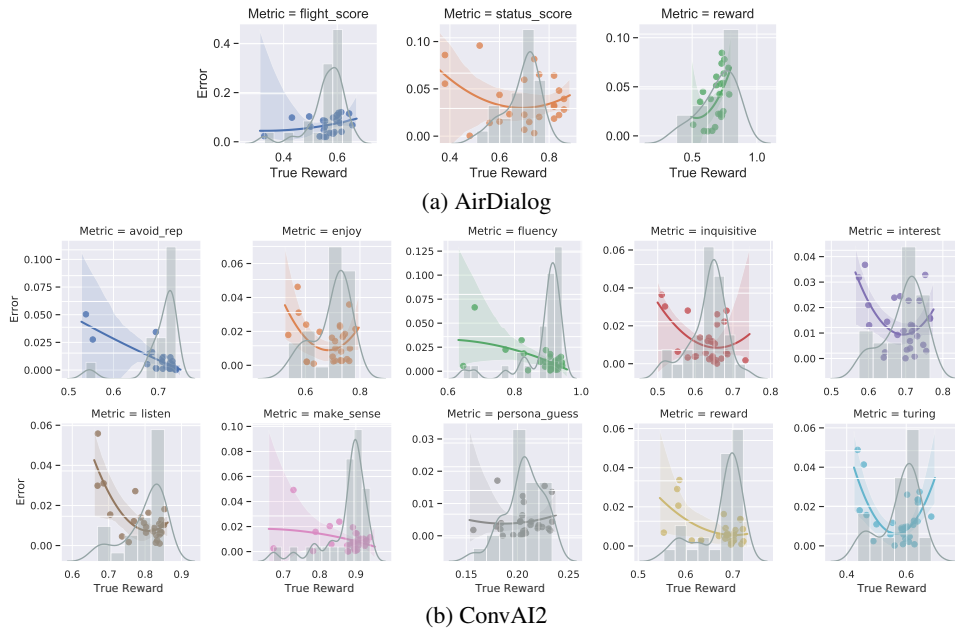 Metric = flight_score
Metric = status_score
Metric = reward
Error
0.4
0.2
0.0
0.10
0.05
0.00
0.10
0.05
0.00
0.4 0.6
0.4 0.6 0.8
0.5 1.0
True Reward
True Reward
True Reward
(a) AirDialog
Metric = avoid_rep
Metric = enjoy
Metric = fluency
Metric = inquisitive
Metric = interest
Error
0.100
0.075
0.050
0.025
0.000
0.06
0.04
0.02
0.00
0.125
0.100
0.075
0.050
0.025
0.000
0.06
0.04
0.02
0.00
0.04
0.03
0.02
0.01
0.00
0.5 0.6 0.7
0.4 0.6 0.8
0.6 0.8 1.0
0.5 0.6 0.7 0.8
0.5 0.6 0.7 0.8
Metric = listen
Metric = make_sense
Metric = persona_guess
Metric = reward
Metric = turing
Error
0.06
0.04
0.02
0.00
0.10
0.08
0.06
0.04
0.02
0.00
0.03
0.02
0.01
0.00
0.06
0.04
0.02
0.00
0.06
0.04
0.02
0.00
0.6 0.7 0.8 0.9
0.7 0.8 0.9
0.15 0.20 0.25
0.5 0.6 0.7
0.4 0.6
True Reward
True Reward
True Reward
True Reward
True Reward
(b) ConvAI2